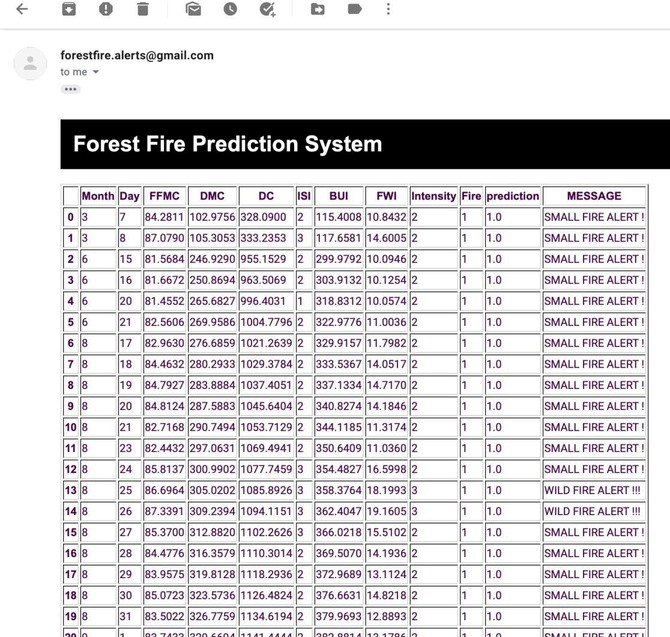 forestfire.alerts@gmail.com
to me
Forest Fire Prediction System
Month Day FFMC DMC DC ISI BUI FWI Intensity Fire prediction MESSAGE
0 3 7 84.2811 102.9756 328.0900 2 115.4008 10.8432 2 1 1.0 SMALL FIRE ALERT !
1 3 8 87.0790 105.3053 333.2353 3 117.6581 14.6005 2 1 1.0 SMALL FIRE ALERT !
2 6 15 81.5684 246.9290 955.1529 2 299.9792 10.0946 2 1 1.0 SMALL FIRE ALERT !
3 6 16 81.6672 250.8694 963.5069 2 303.9132 10.1254 2 1 1.0 SMALL FIRE ALERT !
4 6 20 81.4552 265.6827 996.4031 1 318.8312 10.0574 2 1 1.0 SMALL FIRE ALERT !
5 6 21 82.5606 269.9586 1004.7796 2 322.9776 11.0036 2 1 1.0 SMALL FIRE ALERT !
6 8 17 82.9630 276.6859 1021.2639 2 329.9157 11.7982 2 1 1.0 SMALL FIRE ALERT !
7 8 18 84.4632 280.2933 1029.3784 2 333.5367 14.0517 2 1 1.0 SMALL FIRE ALERT !
8 8 19 84.7927 283.8884 1037.4051 2 337.1334 14.7170 2 1 1.0 SMALL FIRE ALERT !
9 8 20 84.8124 287.5883 1045.6404 2 340.8274 14.1846 2 1 1.0 SMALL FIRE ALERT !
10 8 21 82.7168 290.7494 1053.7129 2 344.1185 11.3174 2 1 1.0 SMALL FIRE ALERT !
11 8 23 82.4432 297.0631 1069.4941 2 350.6409 11.0360 2 1 1.0 SMALL FIRE ALERT !
12 8 24 85.8137 300.9902 1077.7459 3 354.4827 16.5998 2 1 1.0 SMALL FIRE ALERT !
13 8 25 86.6964 305.0202 1085.8926 3 358.3764 18.1993 3 1 1.0 WILD FIRE ALERT !!!
14 8 26 87.3391 309.2394 1094.1151 3 362.4047 19.1605 3 1 1.0 WILD FIRE ALERT !!!
15 8 27 85.3700 312.8820 1102.2626 3 366.0218 15.5102 2 1 1.0 SMALL FIRE ALERT !
16 8 28 84.4776 316.3579 1110.3014 2 369.5070 14.1936 2 1 1.0 SMALL FIRE ALERT !
17 8 29 83.9575 319.8128 1118.2936 2 372.9689 13.1124 2 1 1.0 SMALL FIRE ALERT !
18 8 30 85.0723 323.5736 1126.4824 2 376.6631 14.8218 2 1 1.0 SMALL FIRE ALERT !
19 8 31 83.5022 326.7759 1134.6194 2 379.9693 12.8893 2 1 1.0 SMALL FIRE ALERT !